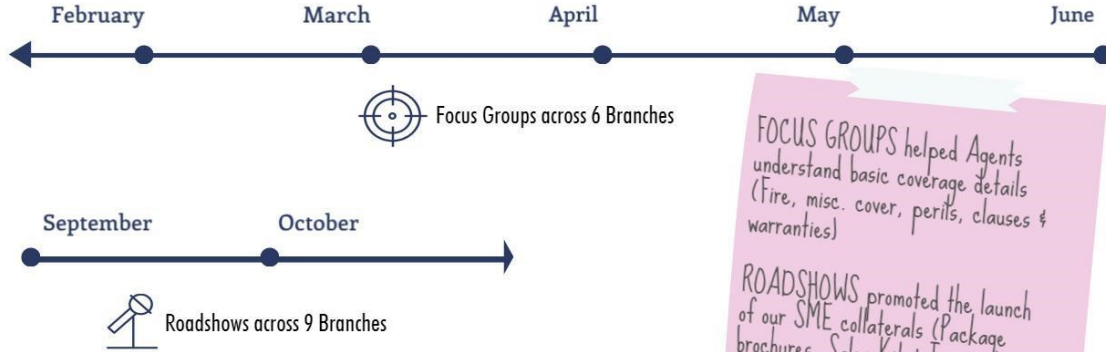 February March April May June
Focus Groups across 6 Branches
FOCUS GROUPS helped Agents
understand basic coverage details
(Fire, misc. cover, perils, clauses &
warranties)
September October
Roadshows across 9 Branches
ROADSHOWS promoted the launch
of our SME collaterals (Package
brochures,